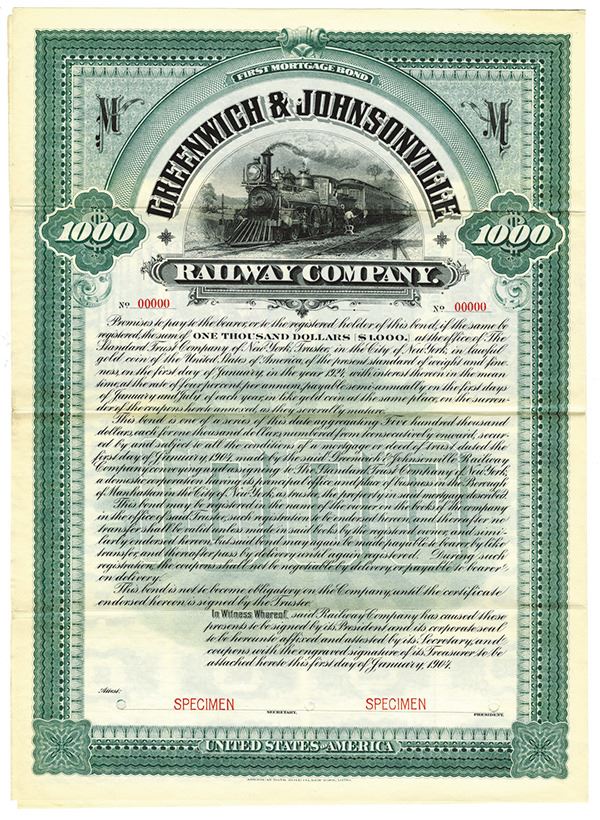 FIRST MORTGAGE BOND
M M
GREENWICH & JOHNSONVILLE
$1000 $1000
RAILWAY COMPANY.
No 00000 No 00000
Promises to pay to the bearer, or to the registered holder of this bond, if the same be
registered, the sum of ONE THOUSAND DOLLARS [$1,000], at the office of The
Standard Trust Company of New York, Trustee, in the City of New York, in lawful
gold coin of the United States of America, of the present standard of weight and fine-
ness, on the first day of January, in the year 1924, with interest thereon in the mean-
time, at the rate of four per cent, per annum, payable semi-annually, on the first days
of January and July of each year, in like gold coin at the same place, on the surren-
der of the coupons hereto annexed, as they severally mature.
This bond is one of a series of this date, aggregating Five hundred thousand
dollars, each for one thousand dollars, numbered from consecutively onward, secur-
ed by and subject to all the conditions of a mortgage or deed of trust dated the
first day of January, 1904, made by the said Greenwich & Johnsonville Railway
Company, conveying and assigning to The Standard Trust Company of New York,
a domestic corporation having its principal office and place of business in the Borough
of Manhattan in the City of New York, as trustee, the property in said mortgage described.
This bond may be registered in the name of the owner on the books of the company
in the office of said Trustee, such registration to be endorsed hereon, and thereafter no
transfer shall be valid unless made in said books by the registered owner, and simi-
larly endorsed hereon, but said bond may again be made payable to bearer by like
transfer, and thereafter pass by delivery until again registered. During such
registration the coupons shall not be negotiable by delivery, or payable to bearer
on delivery.
This bond is not to become obligatory on the Company, until the certificate
endorsed hereon is signed by the Trustee.
In Witness Whereof, said Railway Company has caused these
presents to be signed by its President and its corporate seal
to be hereunto affixed and attested by its Secretary, and
coupons with the engraved signature of its Treasurer to be
attached hereto this first day of January, 1904.
Attest:
SPECIMEN SPECIMEN
SECRETARY. PRESIDENT.
UNITED STATES OF AMERICA
AMERICAN BANK NOTE CO. NEW YORK.